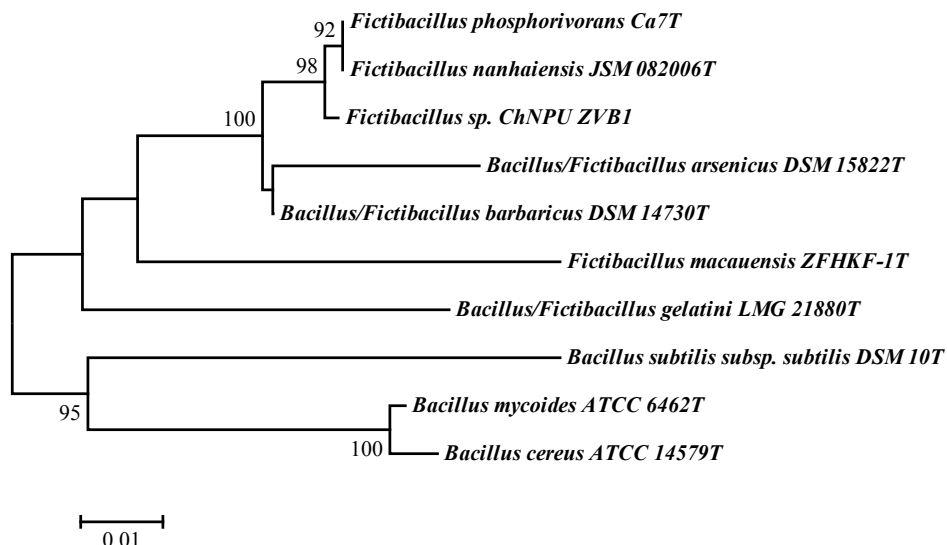 92
Fictibacillus phosphorivorans Ca7T
Fictibacillus nanhaiensis JSM 082006T
98
Fictibacillus sp. ChNPU ZVB1
100
Bacillus/Fictibacillus arsenicus DSM 15822T
Bacillus/Fictibacillus barbaricus DSM 14730T
Fictibacillus macauensis ZFHKF-1T
Bacillus/Fictibacillus gelatini LMG 21880T
Bacillus subtilis subsp. subtilis DSM 10T
95
Bacillus mycoides ATCC 6462T
100
Bacillus cereus ATCC 14579T
0.01